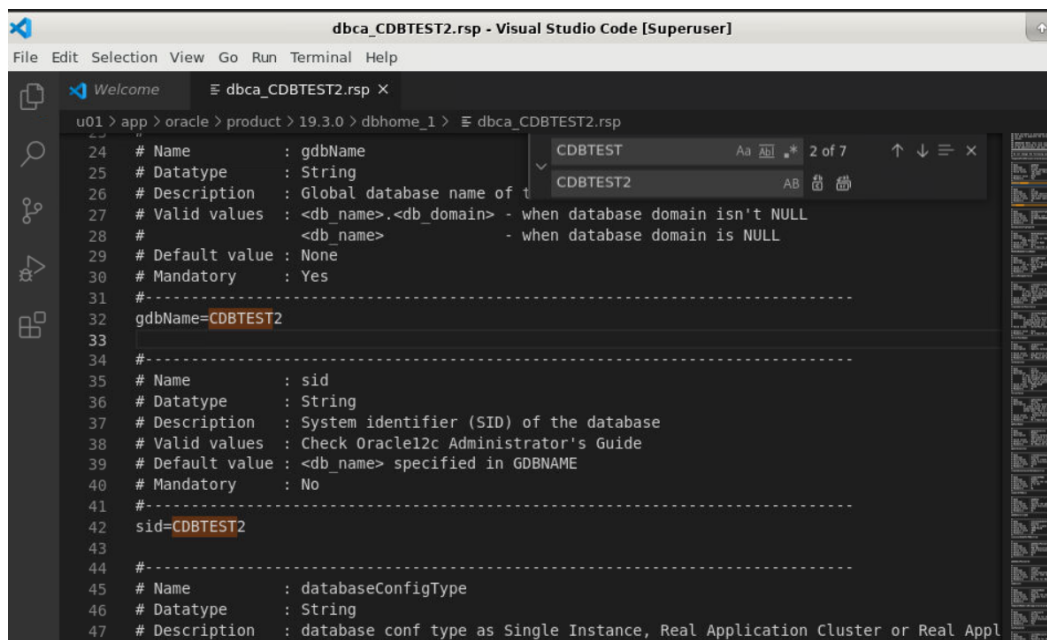 dbca_CDBTEST2.rsp - Visual Studio Code [Superuser]
File Edit Selection View Go Run Terminal Help
Welcome dbca_CDBTEST2.rsp ×
u01 > app > oracle > product > 19.3.0 > dbhome_1 > dbca_CDBTEST2.rsp
CDBTEST Aa Ab .* 2 of 7
CDBTEST2 AB
23 #
24 # Name : gdbName
25 # Datatype : String
26 # Description : Global database name of t
27 # Valid values : <db_name>.<db_domain> - when database domain isn't NULL
28 # <db_name> - when database domain is NULL
29 # Default value : None
30 # Mandatory : Yes
31 #-----------------------------------------------------------------------------
32 gdbName=CDBTEST2
33
34 #-----------------------------------------------------------------------------
35 # Name : sid
36 # Datatype : String
37 # Description : System identifier (SID) of the database
38 # Valid values : Check Oracle12c Administrator's Guide
39 # Default value : <db_name> specified in GDBNAME
40 # Mandatory : No
41 #-----------------------------------------------------------------------------
42 sid=CDBTEST2
43
44 #-----------------------------------------------------------------------------
45 # Name : databaseConfigType
46 # Datatype : String
47 # Description : database conf type as Single Instance, Real Application Cluster or Real Appl